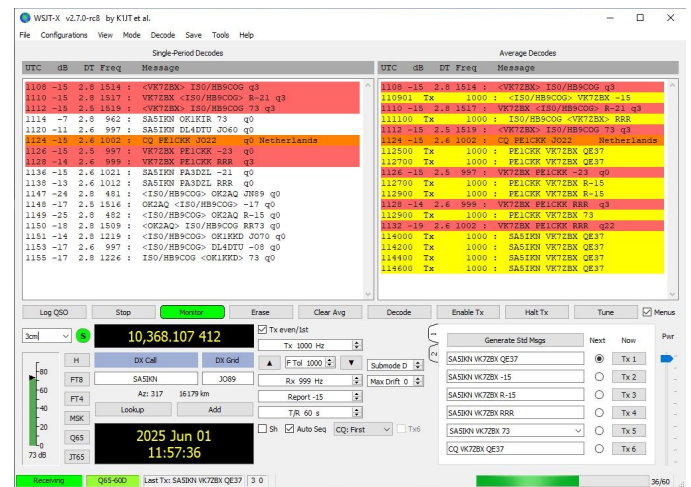 WSJT-X v2.7.0-rc8 by K1JT et al.
File Configurations View Mode Decode Save Tools Help
Single-Period Decodes
UTC dB DT Freq Message
1108 -15 2.8 1514 : <VK7ZBX> IS0/HB9COG q3
1110 -15 2.8 1517 : VK7ZBX <IS0/HB9COG> R-21 q3
1112 -15 2.5 1519 : <VK7ZBX> IS0/HB9COG 73 q3
1114 -7 2.8 962 : SA5IKN OK1KIR 73 q0
1120 -11 2.6 997 : SA5IKN DL4DTU JO60 q0
1124 -15 2.6 1002 : CQ PE1CKK JO22 q0 Netherlands
1126 -15 2.5 997 : VK7ZBX PE1CKK -23 q0
1128 -14 2.6 999 : VK7ZBX PE1CKK RRR q3
1136 -15 2.6 1021 : SA5IKN PA3DZL -21 q0
1138 -13 2.6 1012 : SA5IKN PA3DZL RRR q0
1147 -24 2.8 481 : <IS0/HB9COG> OK2AQ JN89 q0
1148 -17 2.5 1516 : OK2AQ <IS0/HB9COG> -17 q0
1149 -25 2.8 482 : <IS0/HB9COG> OK2AQ R-15 q0
1150 -18 2.8 1509 : <OK2AQ> IS0/HB9COG RR73 q0
1151 -14 2.8 1219 : <IS0/HB9COG> OK1KKD JO70 q0
1153 -17 2.6 997 : <IS0/HB9COG> DL4DTU -08 q0
1155 -17 2.8 1226 : IS0/HB9COG <OK1KKD> 73 q0
Average Decodes
UTC dB DT Freq Message
1108 -15 2.8 1514 : <VK7ZBX> IS0/HB9COG q3
110901 Tx 1000 : <IS0/HB9COG> VK7ZBX -15
1110 -15 2.8 1517 : VK7ZBX <IS0/HB9COG> R-21 q3
111100 Tx 1000 : IS0/HB9COG <VK7ZBX> RRR
1112 -15 2.5 1519 : <VK7ZBX> IS0/HB9COG 73 q3
1124 -15 2.6 1002 : CQ PE1CKK JO22 Netherlands
112500 Tx 1000 : PE1CKK VK7ZBX QE37
112700 Tx 1000 : PE1CKK VK7ZBX QE37
1126 -15 2.5 997 : VK7ZBX PE1CKK -23 q0
112700 Tx 1000 : PE1CKK VK7ZBX R-15
112900 Tx 1000 : PE1CKK VK7ZBX R-15
1128 -14 2.6 999 : VK7ZBX PE1CKK RRR q3
112900 Tx 1000 : PE1CKK VK7ZBX 73
1132 -19 2.6 1002 : VK7ZBX PE1CKK RRR q22
114000 Tx 1000 : SA5IKN VK7ZBX QE37
114200 Tx 1000 : SA5IKN VK7ZBX QE37
114400 Tx 1000 : SA5IKN VK7ZBX QE37
114600 Tx 1000 : SA5IKN VK7ZBX QE37
Log QSO Stop Monitor Erase Clear Avg Decode Enable Tx Halt Tx Tune Menus
3cm S 10,368.107 412 Tx even/1st
Tx 1000 Hz
F Tol 1000
Submode D
Rx 999 Hz
Max Drift 0
Report -15
T/R 60 s
Sh Auto Seq CQ: First Tx6
-80
-60
-40
-20
-0
73 dB
H
FT8
FT4
MSK
Q65
JT65
DX Call DX Grid
SA5IKN JO89
Az: 317 16179 km
Lookup Add
2025 Jun 01
11:57:36
1
2
Generate Std Msgs Next Now Pwr
SA5IKN VK7ZBX QE37 Tx 1
SA5IKN VK7ZBX -15 Tx 2
SA5IKN VK7ZBX R-15 Tx 3
SA5IKN VK7ZBX RRR Tx 4
SA5IKN VK7ZBX 73 Tx 5
CQ VK7ZBX QE37 Tx 6
Receiving Q65-60D Last Tx: SA5IKN VK7ZBX QE37 3 0 36/60